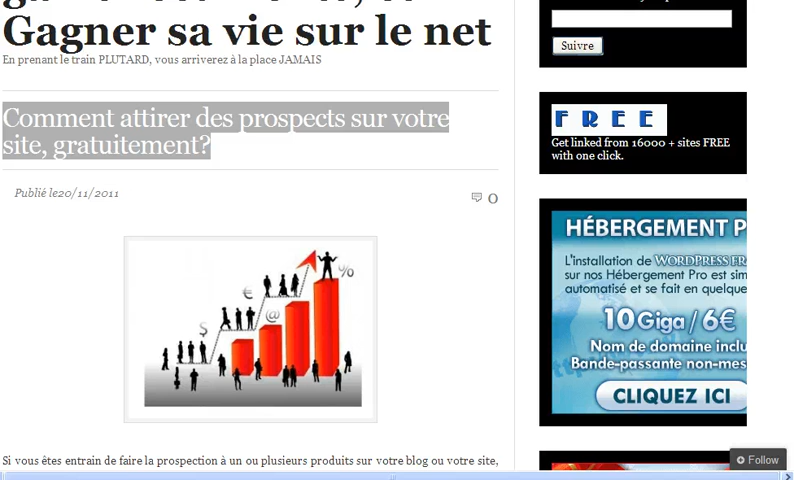 Gagner sa vie sur le net
En prenant le train PLUTARD, vous arriverez à la place JAMAIS
Comment attirer des prospects sur votre
site, gratuitement?
Publié le20/11/2011
0
$
€
@
%
Si vous êtes entrain de faire la prospection à un ou plusieurs produits sur votre blog ou votre site,
Suivre
FREE
Get linked from 16000 + sites FREE
with one click.
HÉBERGEMENT P
L'installation de WORDPRESS FR
sur nos Hébergement Pro est sim
automatisé et se fait en quelque
10 Giga / 6€
Nom de domaine inclu
Bande-passante non-mes
CLIQUEZ ICI
Follow